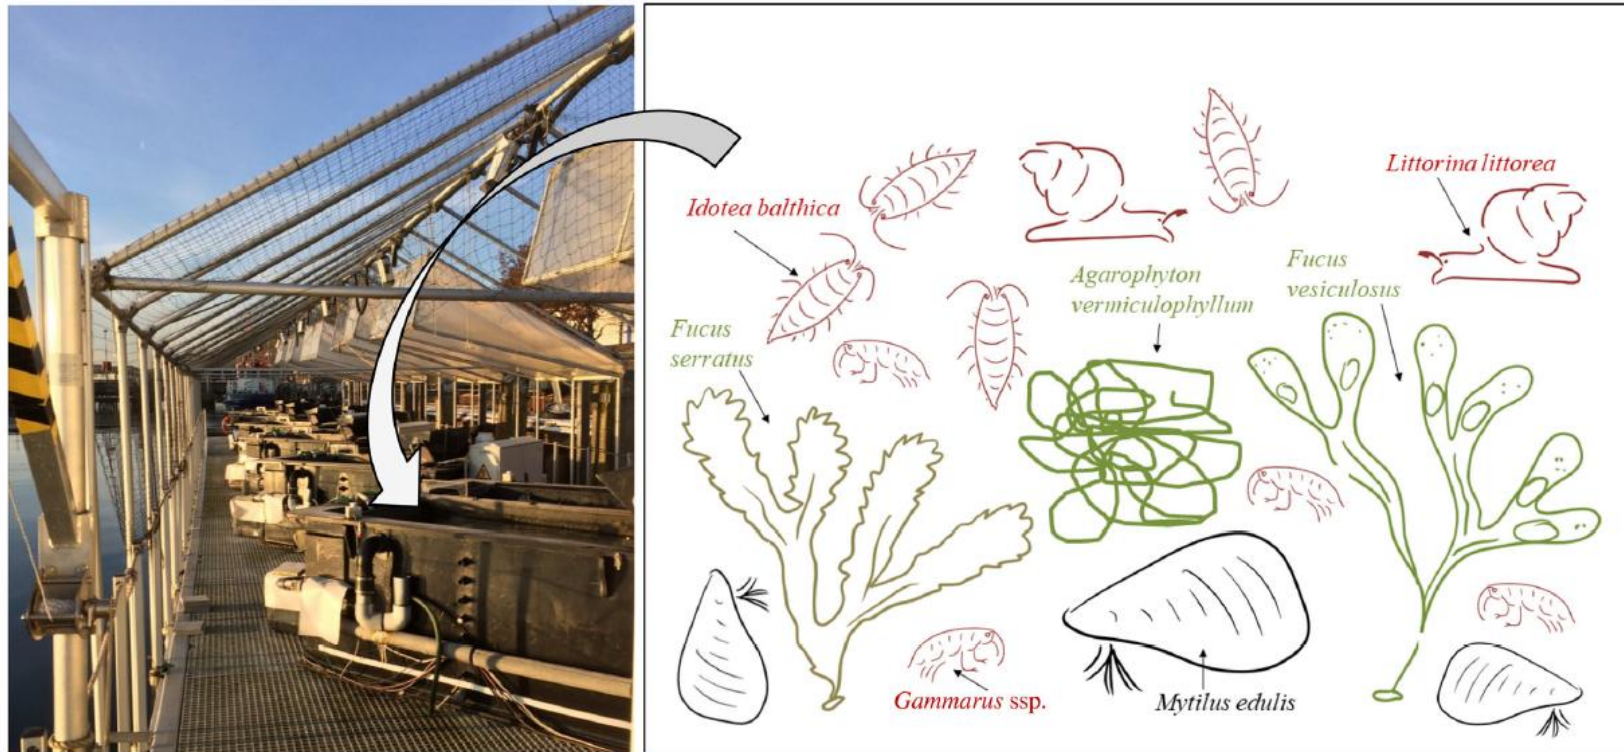 Idotea balthica
Littorina littorea
Agarophyton
vermiculophyllum
Fucus
vesiculosus
Fucus
serratus
Gammarus ssp.
Mytilus edulis